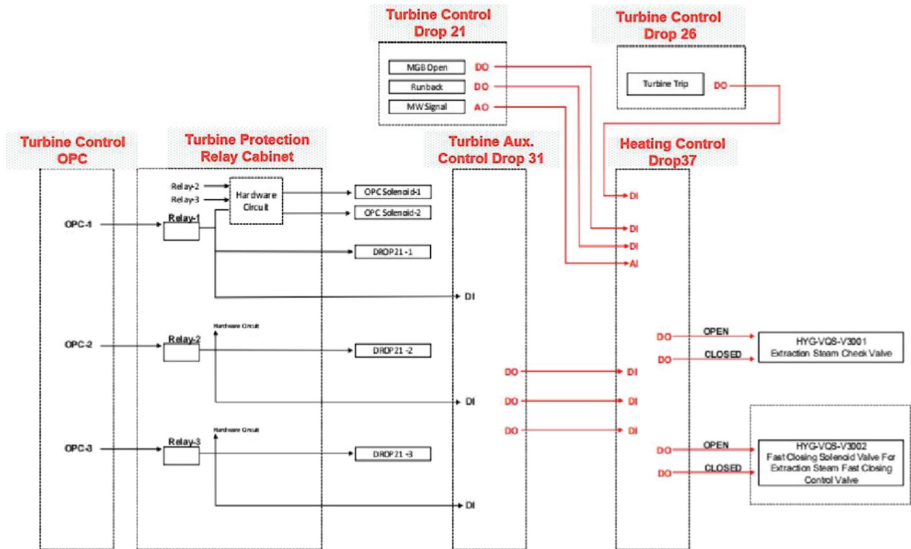 Turbine Control
Drop 21
MGB Open
DO
Runback
DO
MW Signal
AO
Turbine Control
Drop 26
Turbine Trip
DO
Turbine Control
OPC
Turbine Protection
Relay Cabinet
Turbine Aux.
Control Drop 31
Heating Control
Drop37
Relay-2
Relay-3
Hardware
Circuit
OPC Solenoid-1
OPC Solenoid-2
OPC-1
Relay-1
DROP21 -1
DI
DI
DI
DI
AI
Hardware Circuit
OPC-2
Relay-2
DROP21 -2
DI
DO
DI
DO
DI
DO
DI
DO
OPEN
DO
CLOSED
HYG-VQS-V3001
Extraction Steam Check Valve
Hardware Circuit
OPC-3
Relay-3
DROP21 -3
DI
DO
OPEN
DO
CLOSED
HYG-VQS-V3002
Fast Closing Solenoid Valve For
Extraction Steam Fast Closing
Control Valve